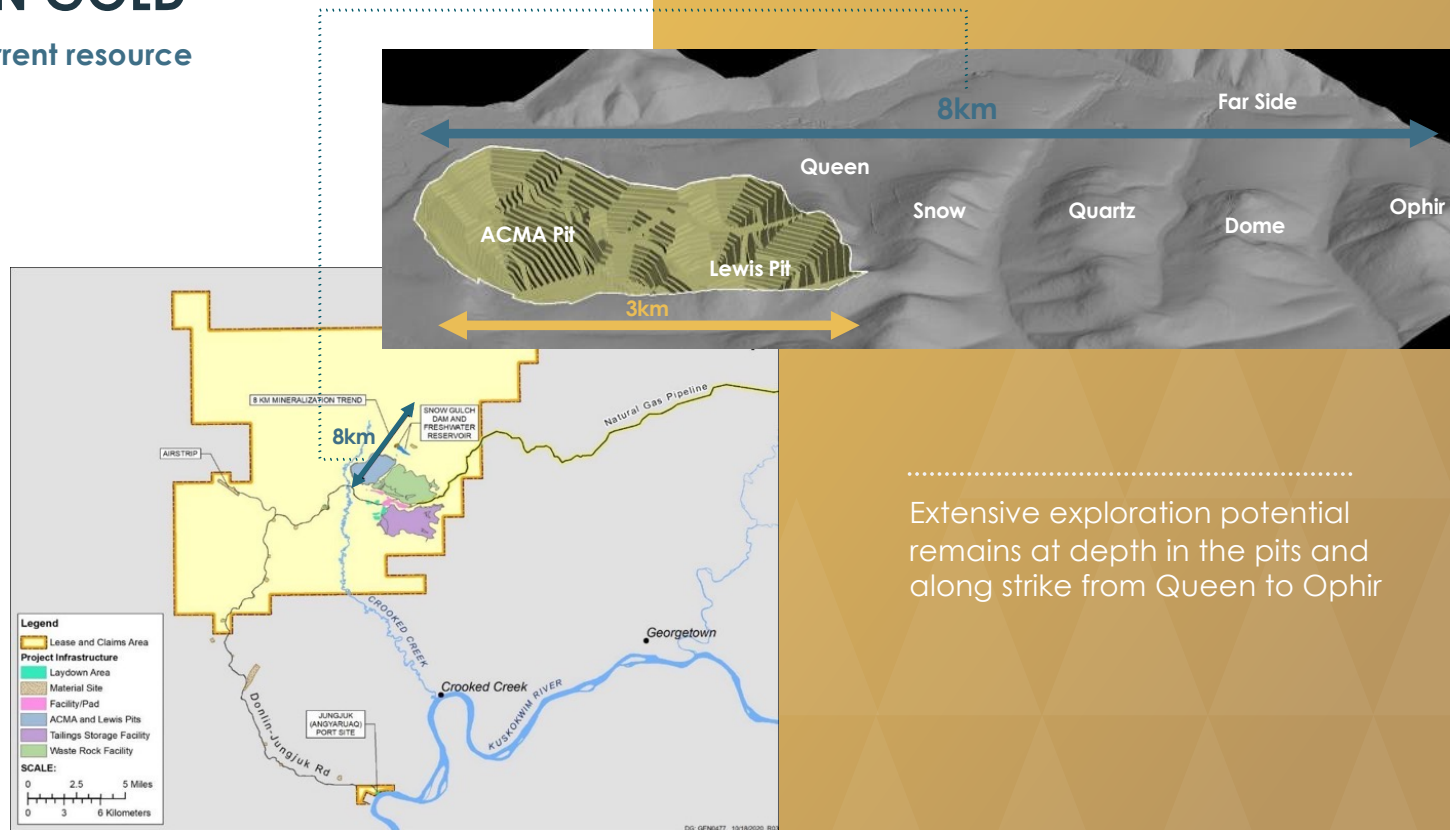 N GOLD
rrent resource
8km
Far Side
Queen
Snow
Quartz
Dome
Ophir
ACMA Pit
Lewis Pit
3km
8 KM MINERALIZATION TREND
SNOW GULCH
DAM AND
FRESHWATER
RESERVOIR
8km
Natural Gas Pipeline
AIRSTRIP
Extensive exploration potential
remains at depth in the pits and
along strike from Queen to Ophir
CROOKED CREEK
Georgetown
Crooked Creek
KUSKOKWIM RIVER
JUNGJUK
(ANGYARUAQ)
PORT SITE
Donlin-Jungjuk Rd
Legend
Lease and Claims Area
Project Infrastructure
Laydown Area
Material Site
Facility/Pad
ACMA and Lewis Pits
Tailings Storage Facility
Waste Rock Facility
SCALE:
0 2.5 5 Miles
0 3 6 Kilometers